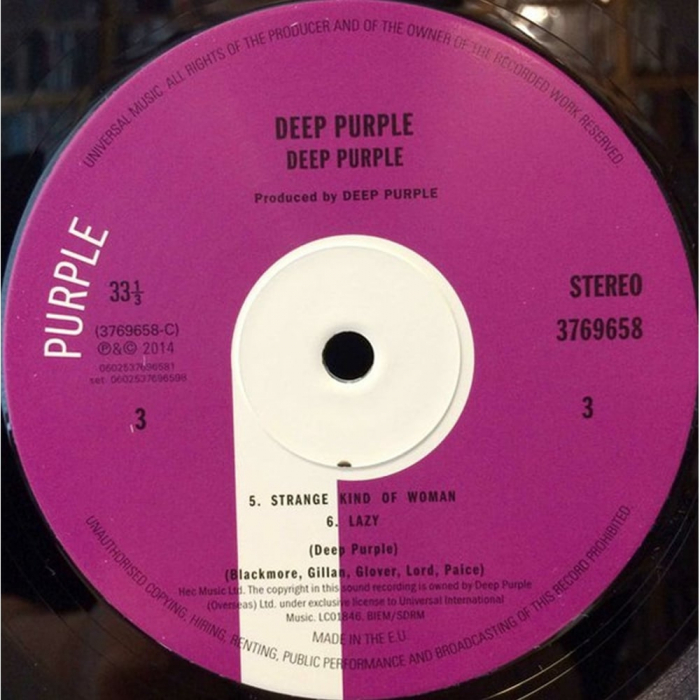 UNIVERSAL MUSIC. ALL RIGHTS OF THE PRODUCER AND OF THE OWNER OF THE RECORDED WORK RESERVED.
DEEP PURPLE
DEEP PURPLE
Produced by DEEP PURPLE
PURPLE
33⅓
STEREO
(3769658-C)
3769658
Ⓟ&© 2014
0602537696581
set: 0602537696598
3
3
5. STRANGE KIND OF WOMAN
6. LAZY
(Deep Purple)
(Blackmore, Gillan, Glover, Lord, Paice)
Hec Music Ltd. The copyright in this sound recording is owned by Deep Purple
(Overseas) Ltd. under exclusive license to Universal International
Music. LC01846, BIEM/SDRM
MADE IN THE E.U.
UNAUTHORISED COPYING, HIRING, RENTING, PUBLIC PERFORMANCE AND BROADCASTING OF THIS RECORD PROHIBITED